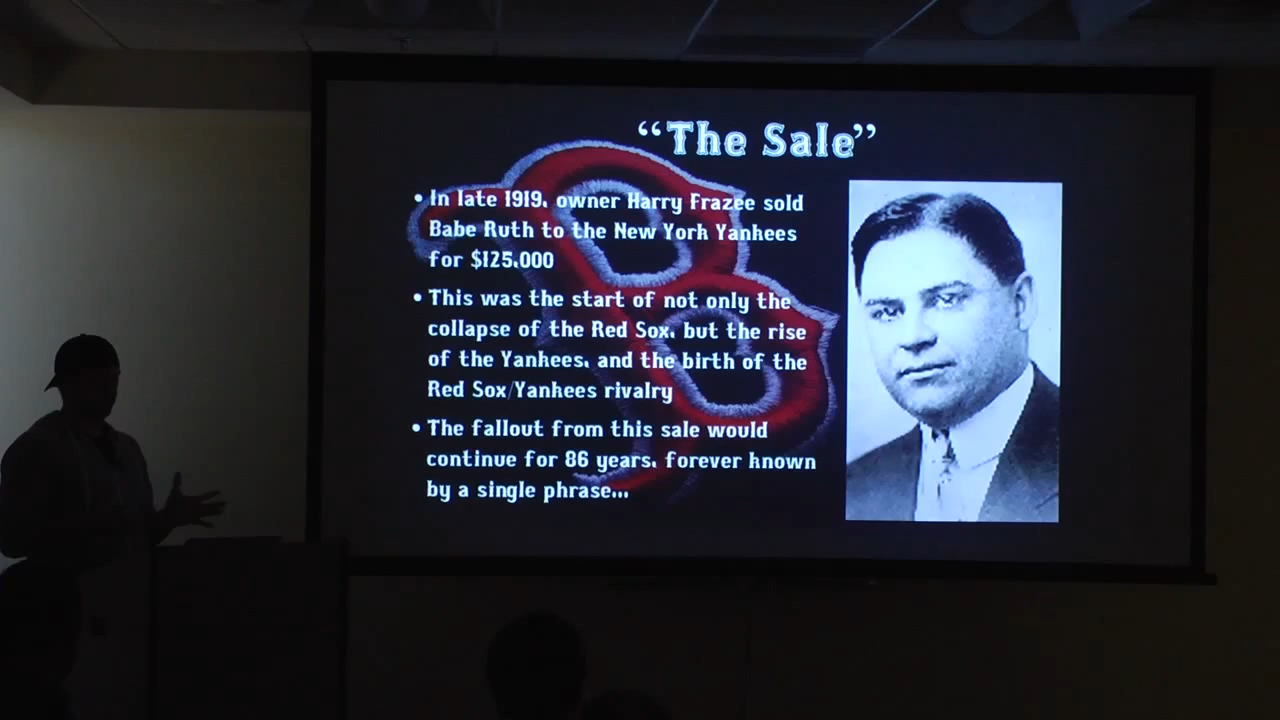 “The Sale”
• In late 1919, owner Harry Frazee sold
Babe Ruth to the New York Yankees
for $125,000
• This was the start of not only the
collapse of the Red Sox, but the rise
of the Yankees, and the birth of the
Red Sox/Yankees rivalry
• The fallout from this sale would
continue for 86 years, forever known
by a single phrase...